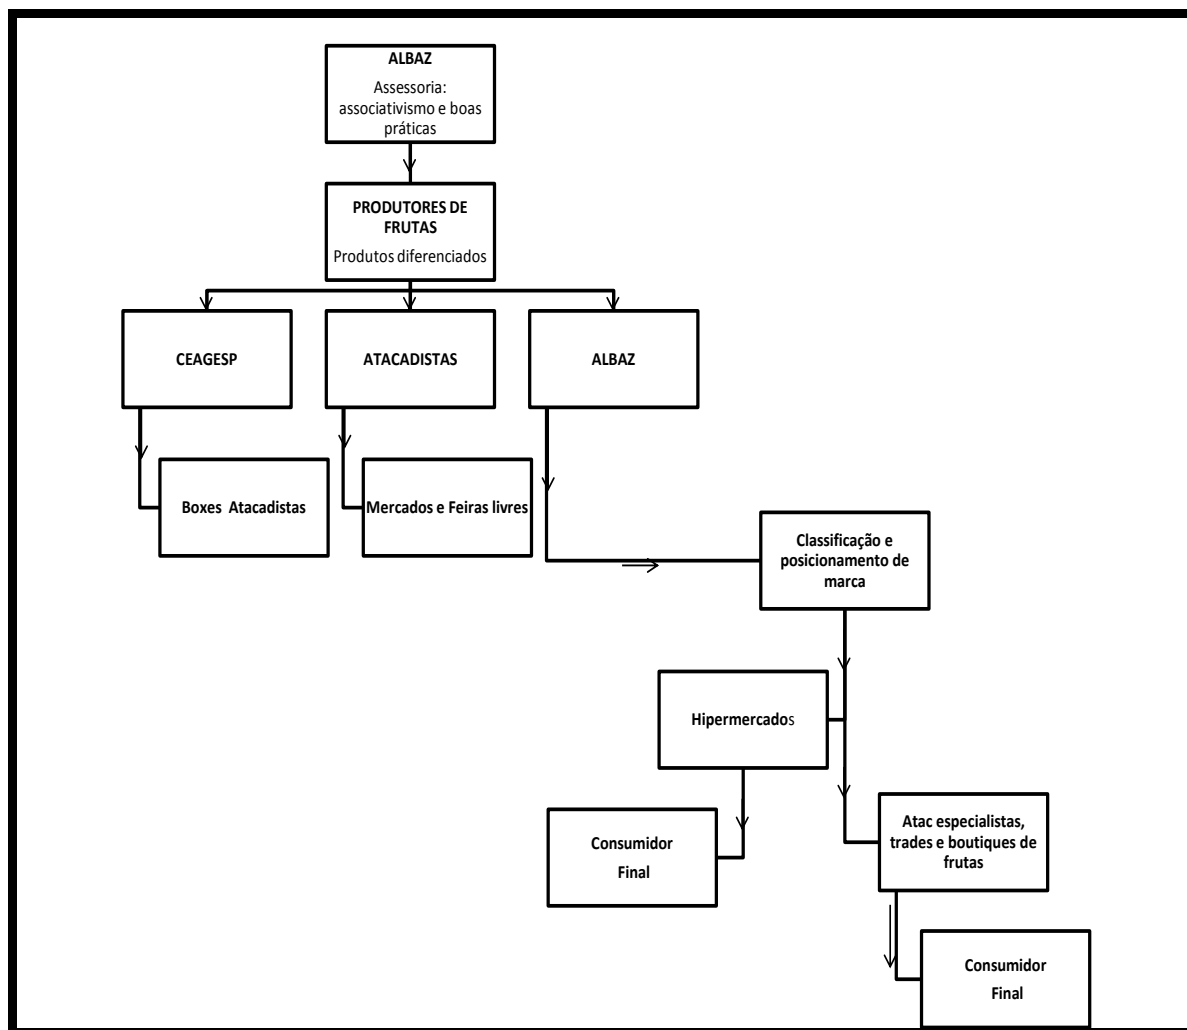 ALBAZ
Assessoria:
associativismo e boas
práticas
PRODUTORES DE
FRUTAS
Produtos diferenciados
CEAGESP
ATACADISTAS
ALBAZ
Boxes Atacadistas
Mercados e Feiras livres
Classificação e
posicionamento de
marca
Hipermercados
Atac especialistas,
trades e boutiques de
frutas
Consumidor
Final
Consumidor
Final